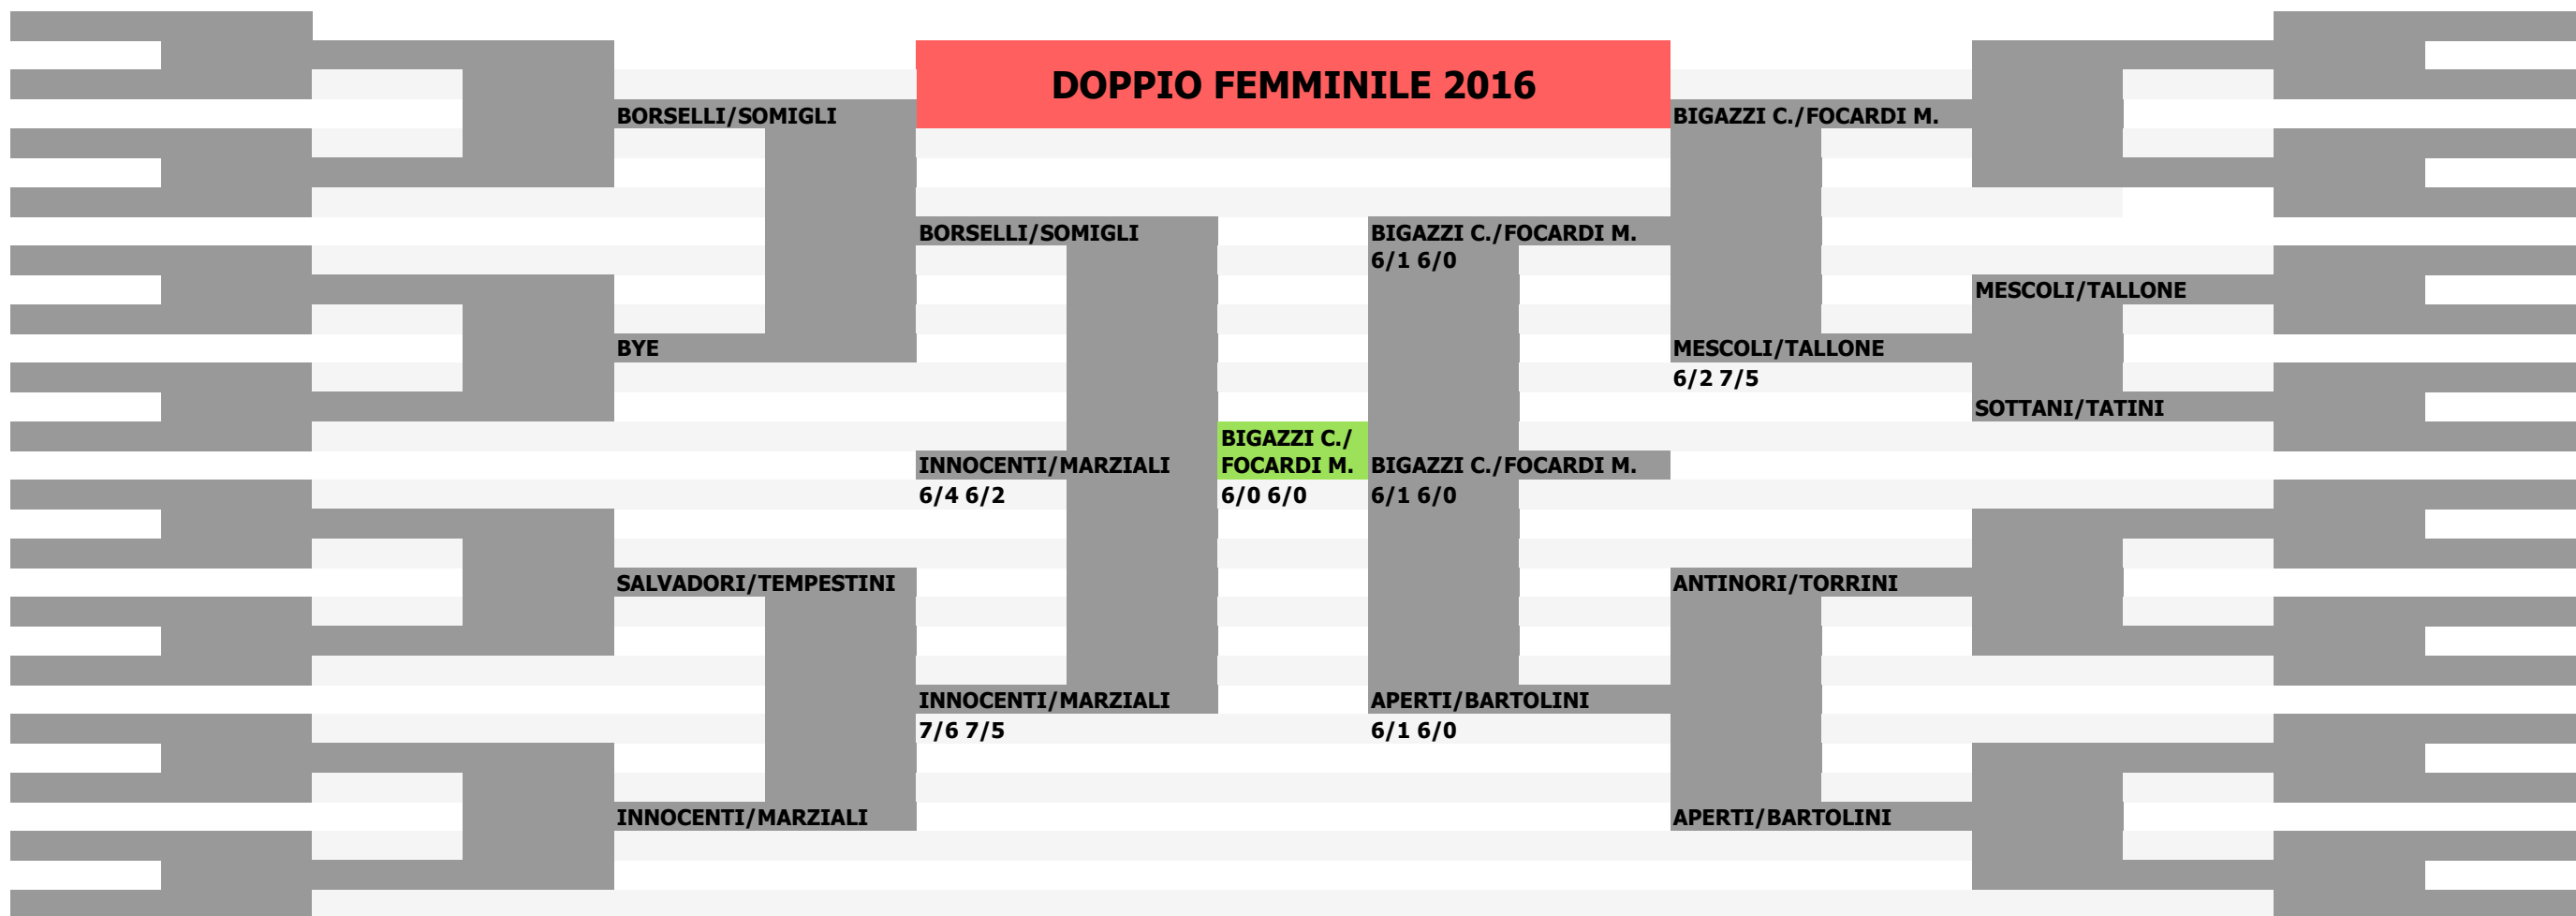 DOPPIO FEMMINILE 2016
BORSELLI/SOMIGLI
BIGAZZI C./FOCARDI M.
BORSELLI/SOMIGLI
BIGAZZI C./FOCARDI M.
6/1 6/0
MESCOLI/TALLONE
BYE
MESCOLI/TALLONE
6/2 7/5
SOTTANI/TATINI
BIGAZZI C./
FOCARDI M.
INNOCENTI/MARZIALI
BIGAZZI C./FOCARDI M.
6/4 6/2
6/0 6/0
6/1 6/0
SALVADORI/TEMPESTINI
ANTINORI/TORRINI
INNOCENTI/MARZIALI
APERTI/BARTOLINI
7/6 7/5
6/1 6/0
INNOCENTI/MARZIALI
APERTI/BARTOLINI